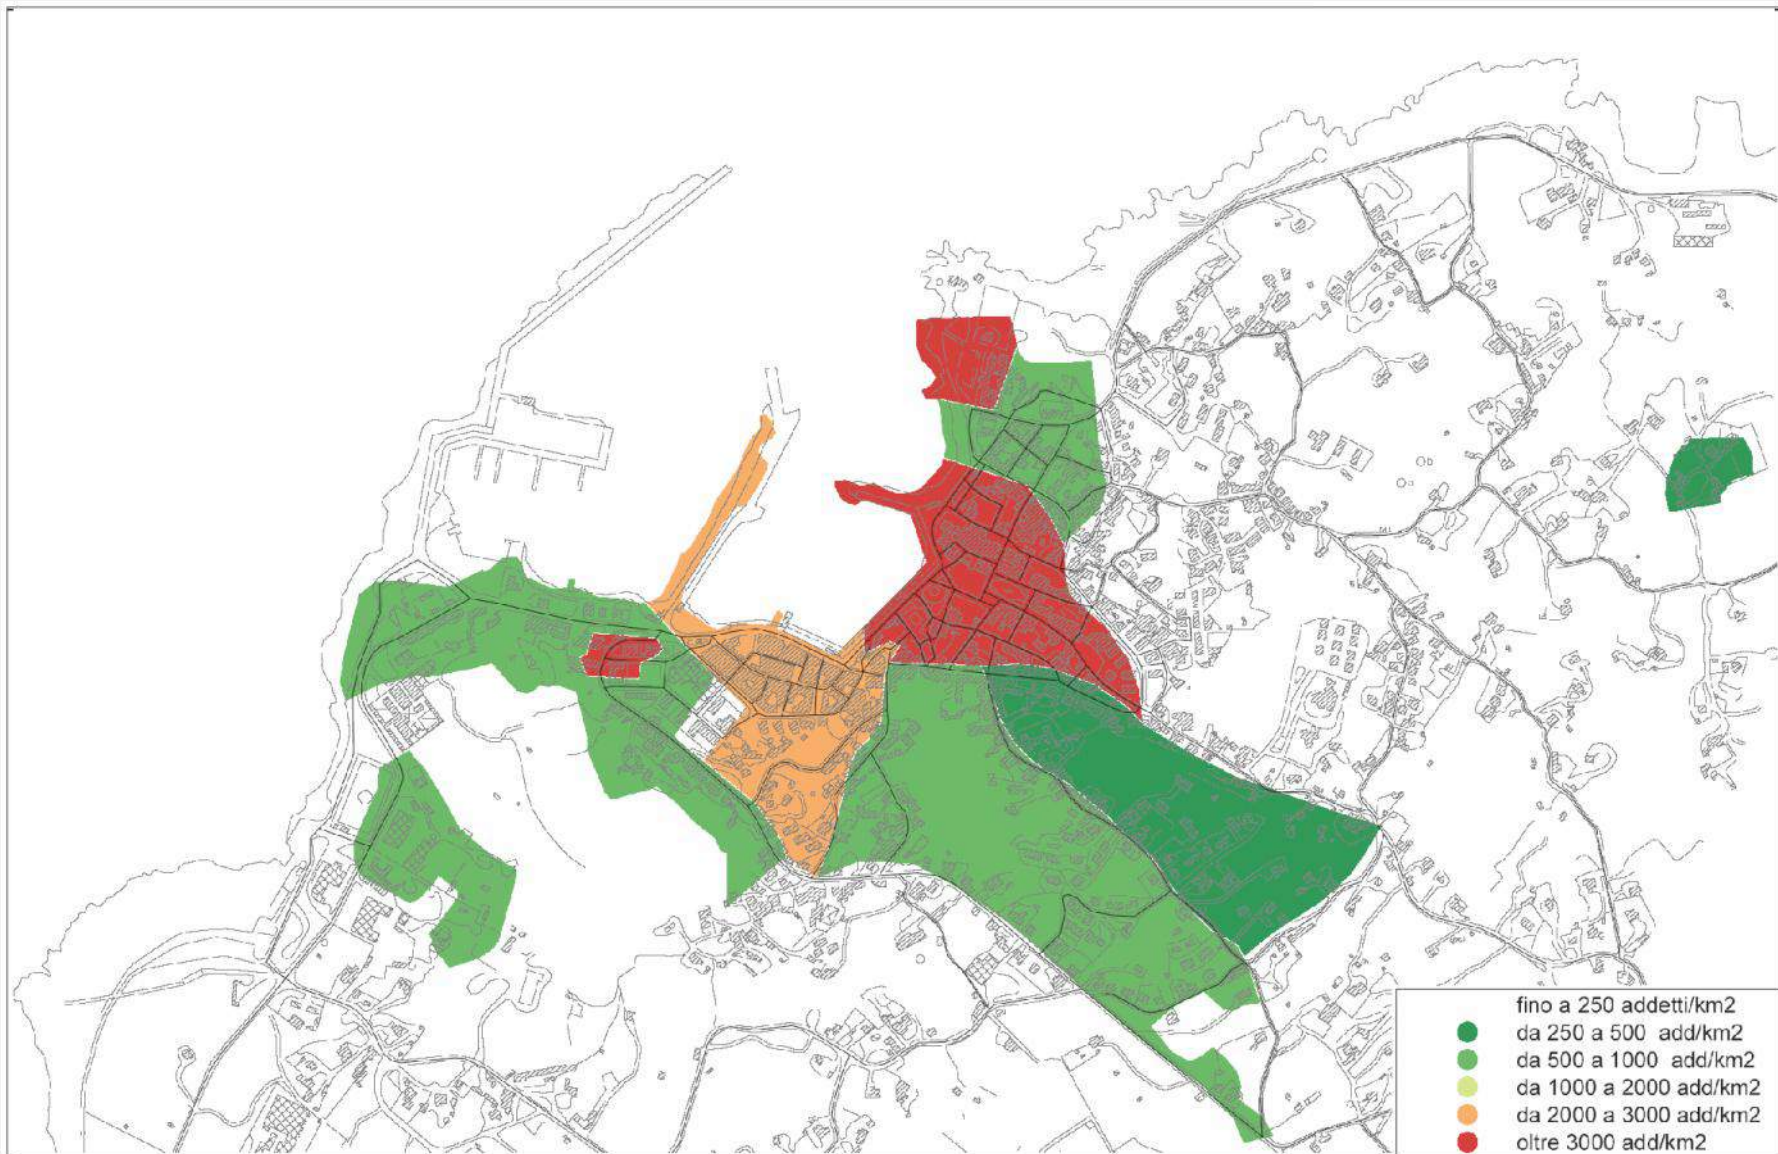 fino a 250 addetti/km2
da 250 a 500 add/km2
da 500 a 1000 add/km2
da 1000 a 2000 add/km2
da 2000 a 3000 add/km2
oltre 3000 add/km2